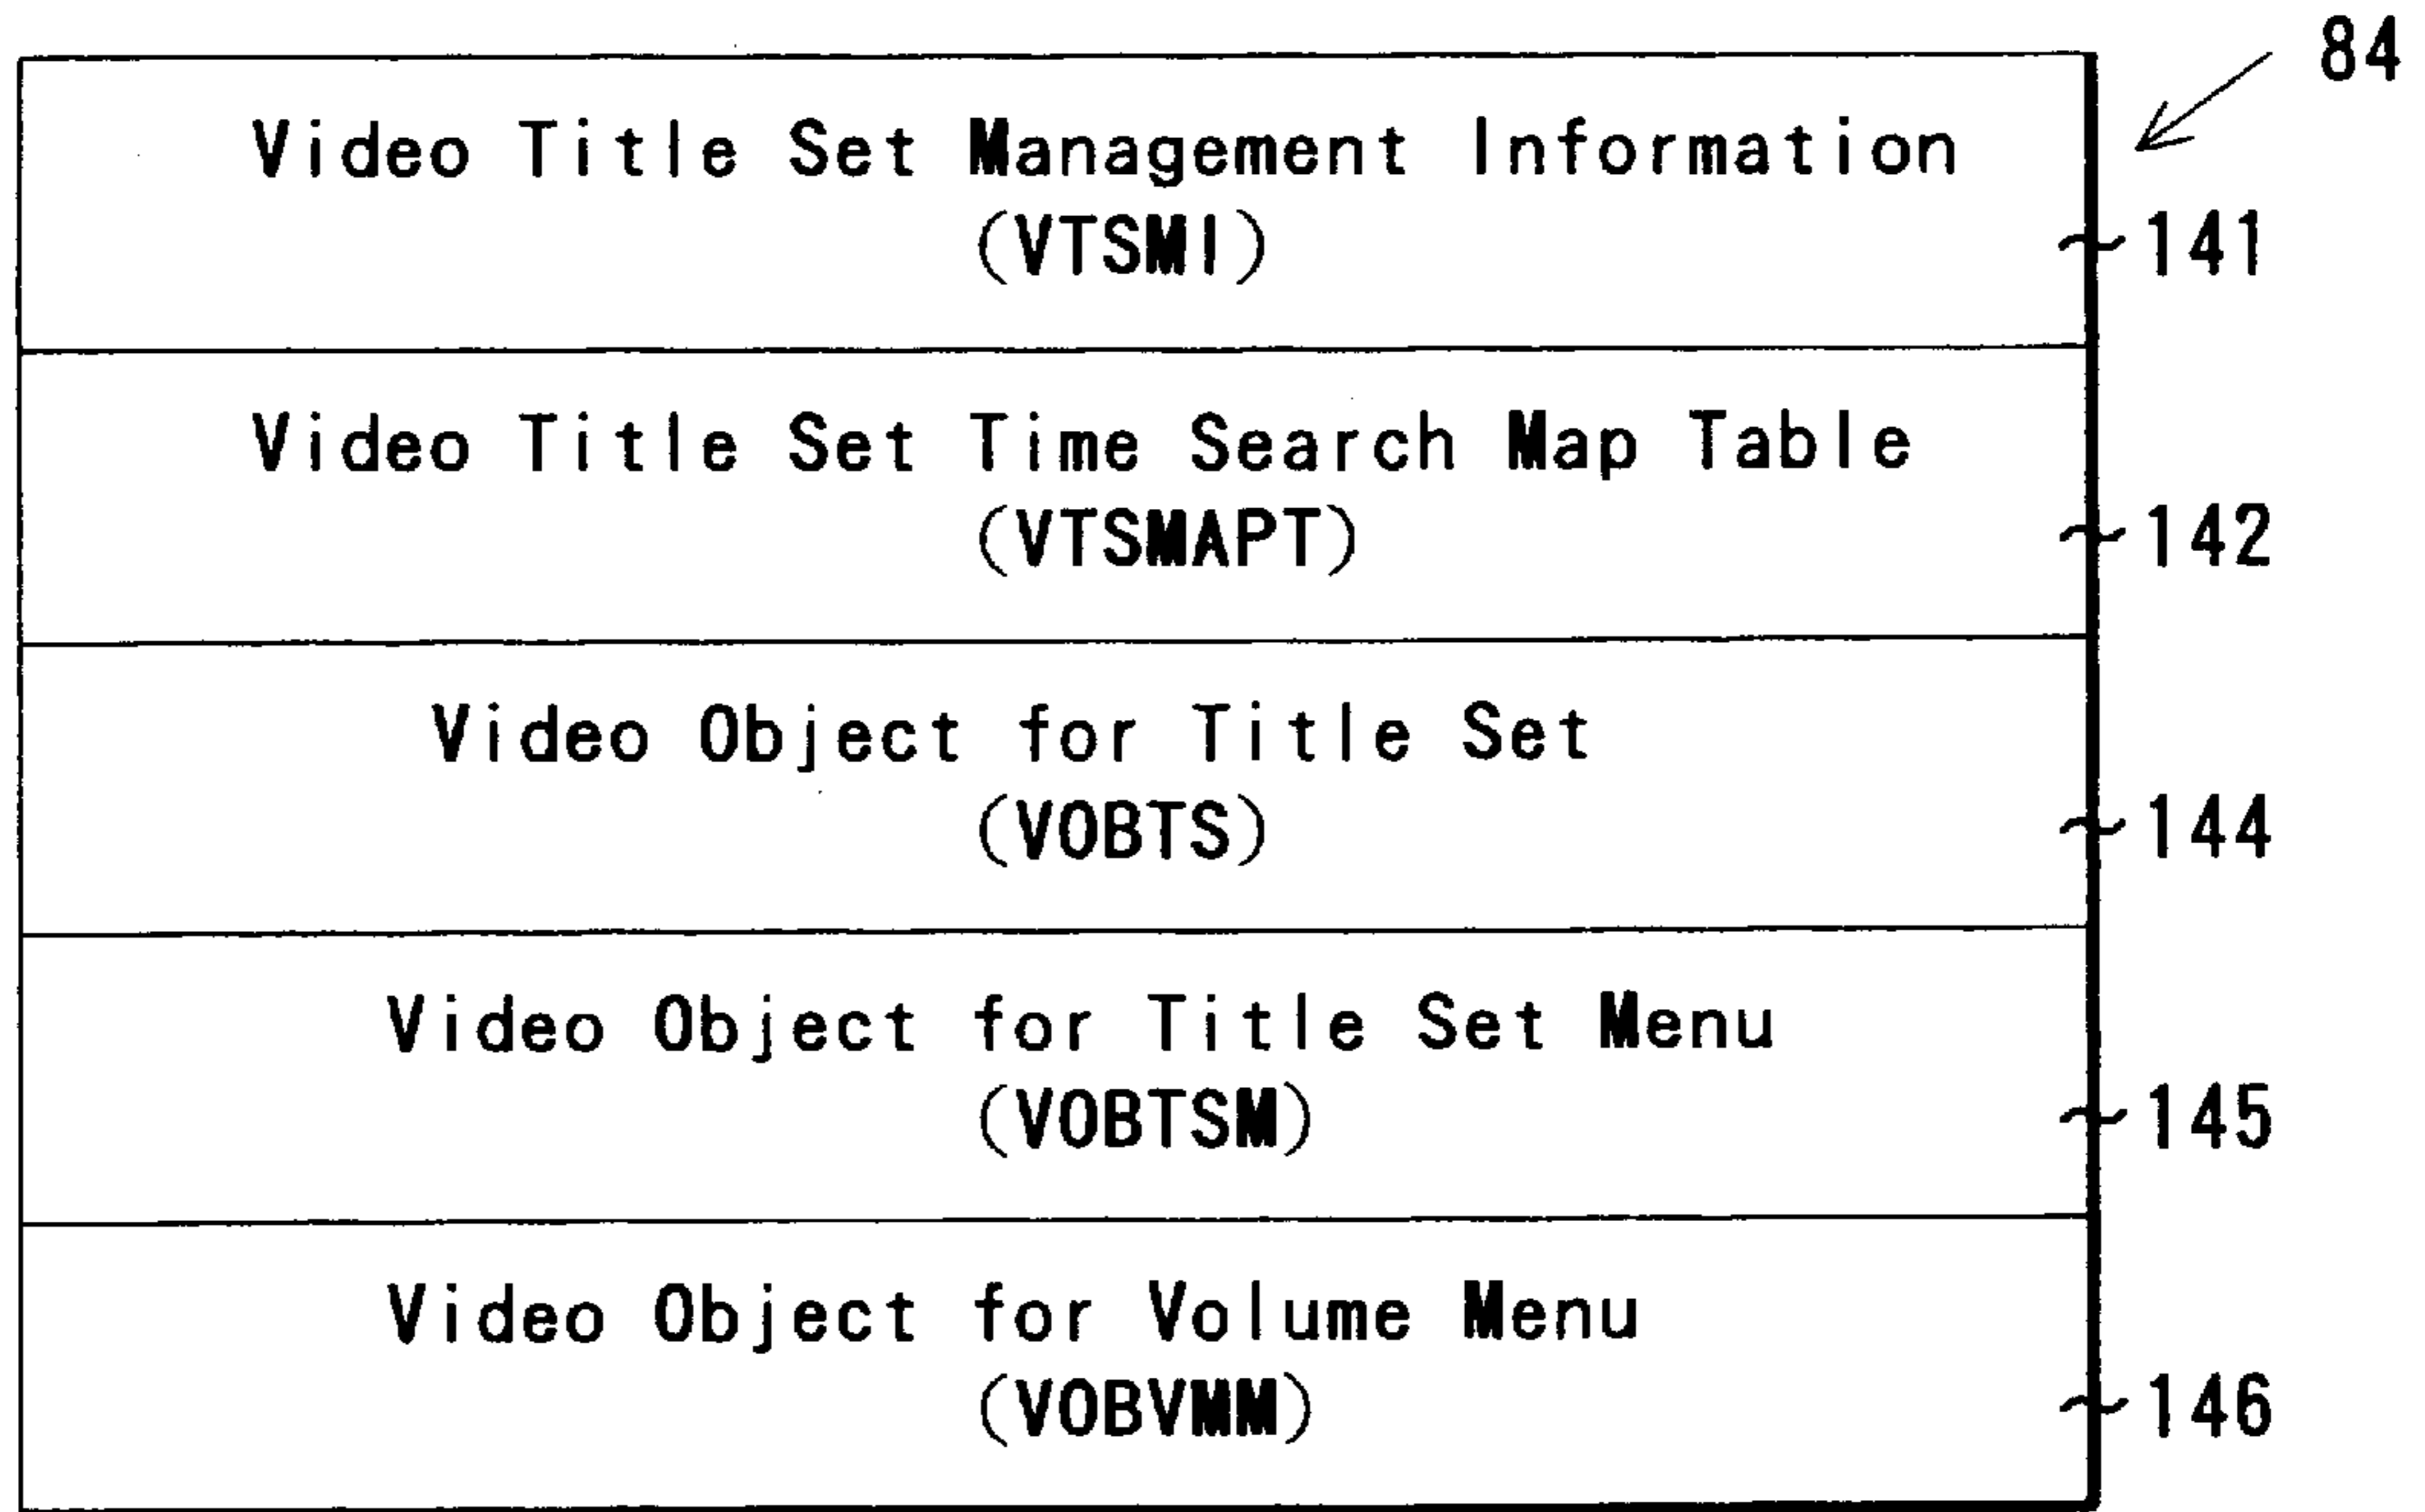 84
Video Title Set Management Information
(VTSMI)
141
Video Title Set Time Search Map Table
(VTSMAPT)
142
Video Object for Title Set
(VOBTS)
144
Video Object for Title Set Menu
(VOBTSM)
145
Video Object for Volume Menu
(VOBVMM)
146